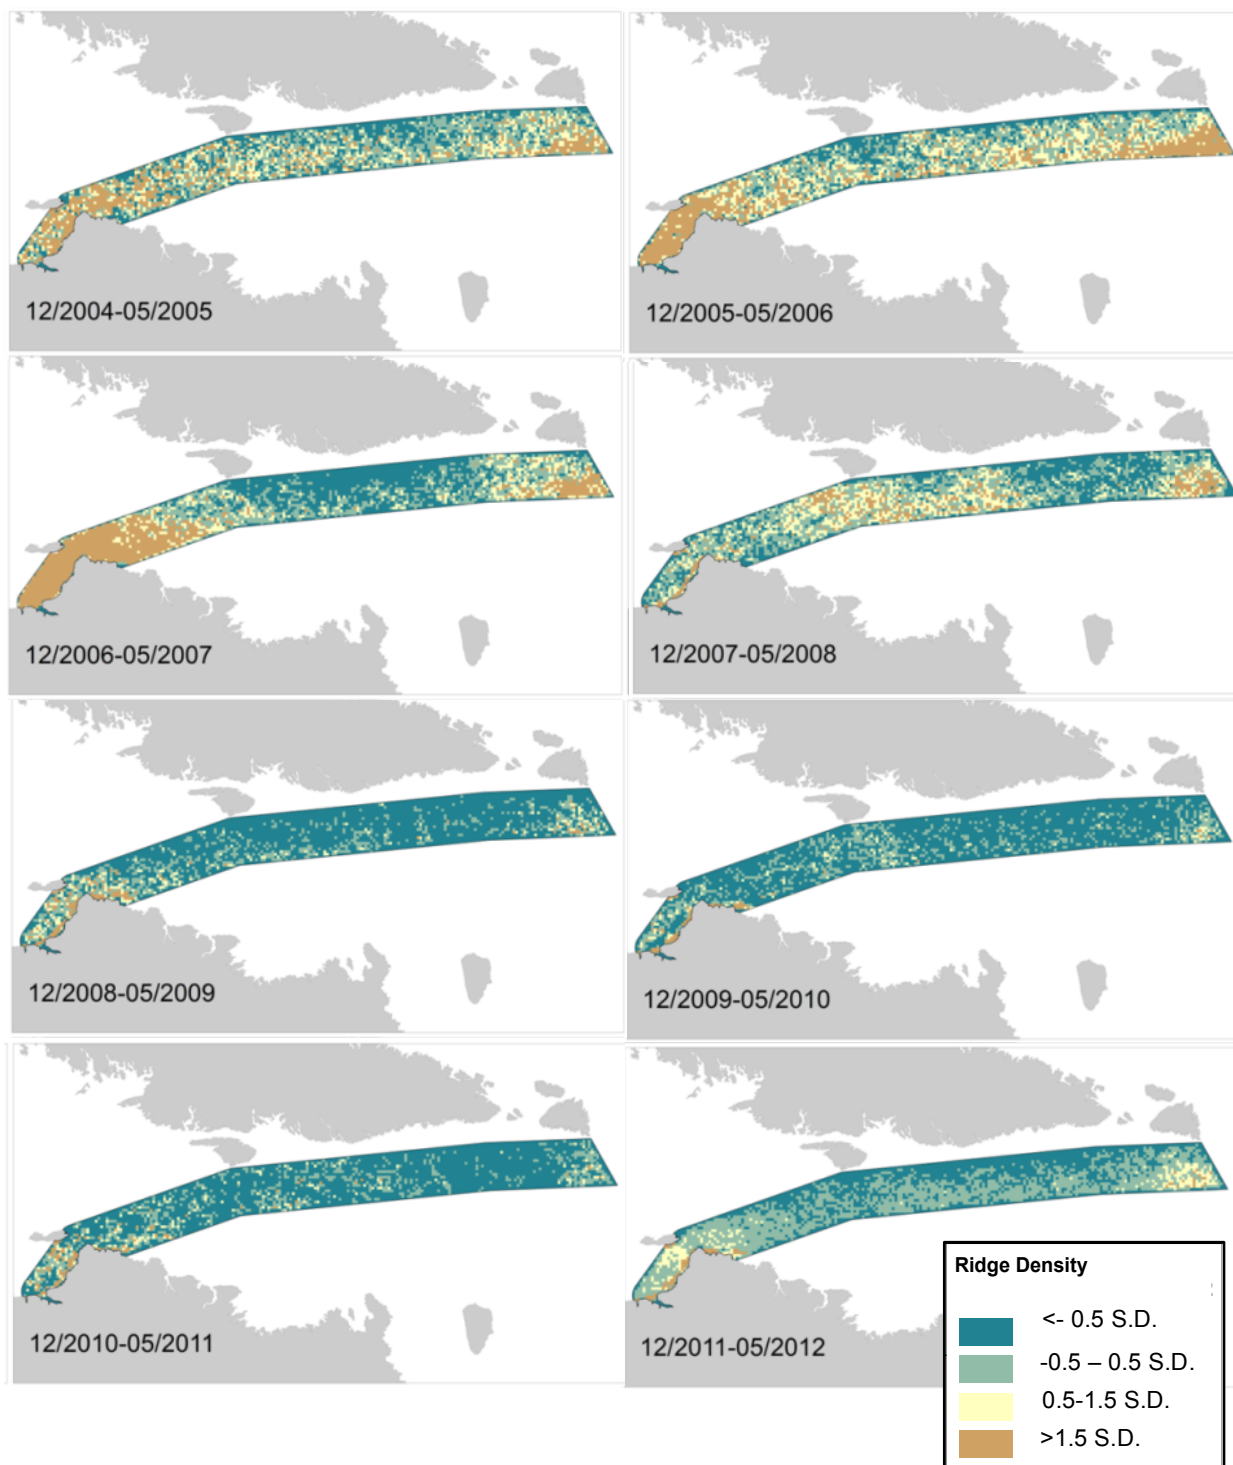 12/2004-05/2005
12/2005-05/2006
12/2006-05/2007
12/2007-05/2008
12/2008-05/2009
12/2009-05/2010
12/2010-05/2011
12/2011-05/2012
Ridge Density
<- 0.5 S.D.
-0.5 – 0.5 S.D.
0.5-1.5 S.D.
>1.5 S.D.